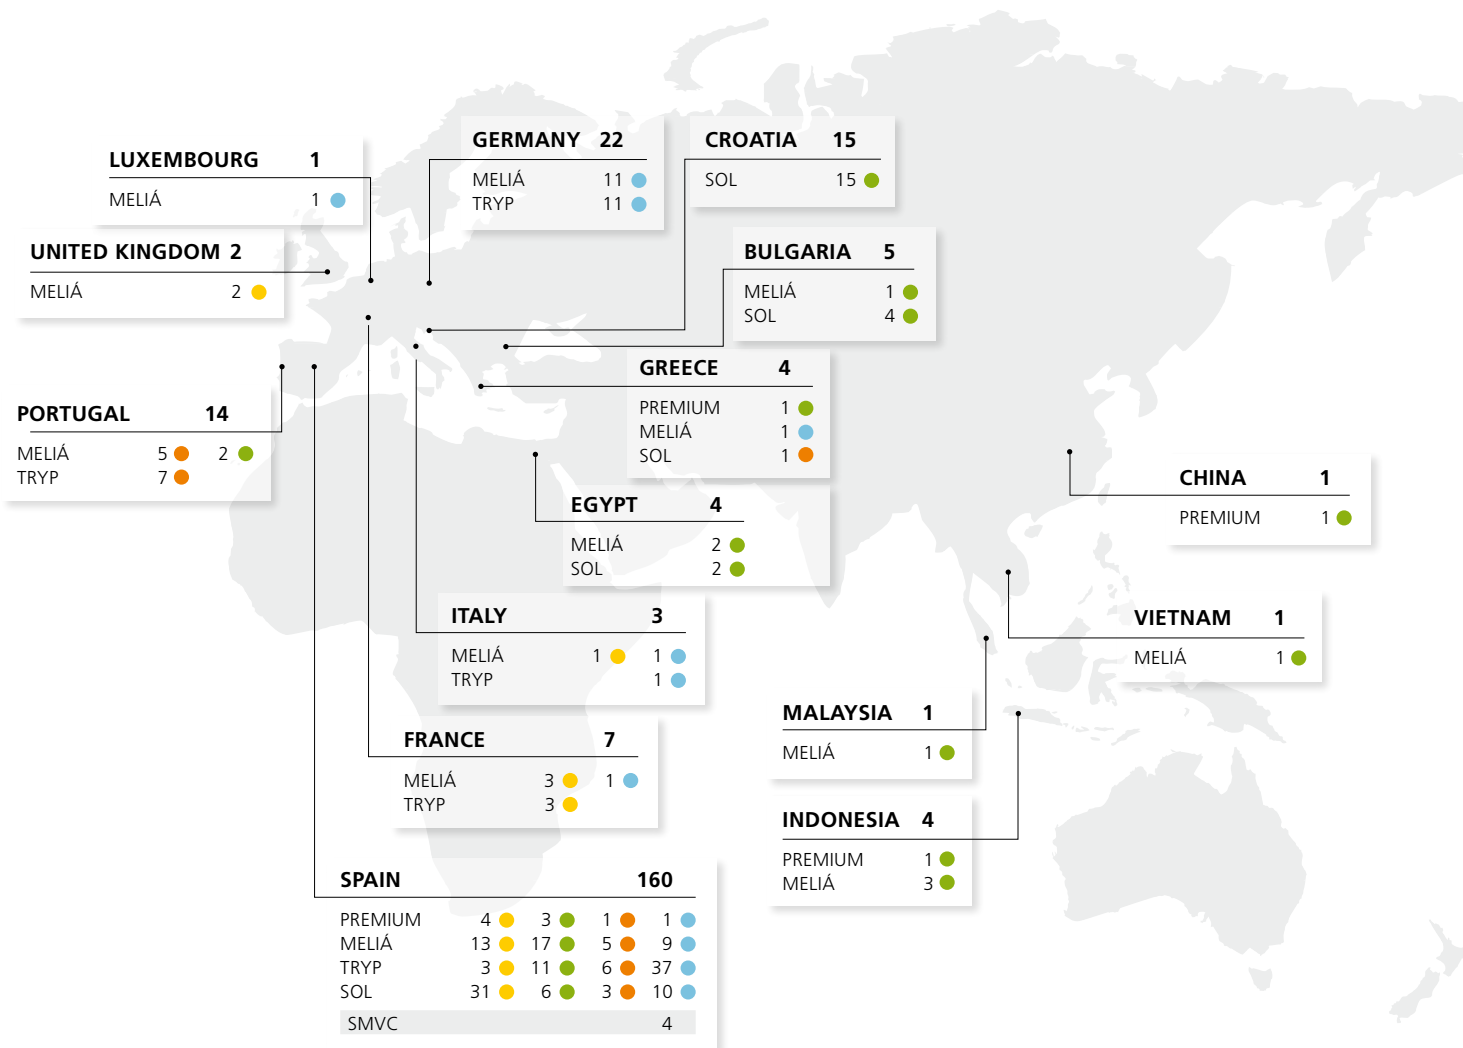 LUXEMBOURG 1
MELIÁ 1
UNITED KINGDOM 2
MELIÁ 2
GERMANY 22
MELIÁ 11
TRYP 11
CROATIA 15
SOL 15
BULGARIA 5
MELIÁ 1
SOL 4
GREECE 4
PREMIUM 1
MELIÁ 1
SOL 1
PORTUGAL 14
MELIÁ 5 2
TRYP 7
EGYPT 4
MELIÁ 2
SOL 2
CHINA 1
PREMIUM 1
ITALY 3
MELIÁ 1 1
TRYP 1
VIETNAM 1
MELIÁ 1
MALAYSIA 1
MELIÁ 1
FRANCE 7
MELIÁ 3 1
TRYP 3
INDONESIA 4
PREMIUM 1
MELIÁ 3
SPAIN 160
PREMIUM 4 3 1 1
MELIÁ 13 17 5 9
TRYP 3 11 6 37
SOL 31 6 3 10
SMVC 4